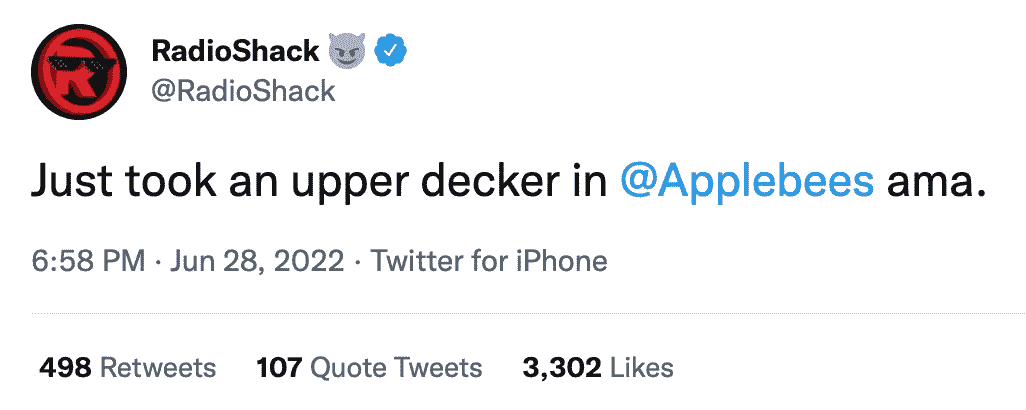 RadioShack 😈
@RadioShack
Just took an upper decker in @Applebees ama.
6:58 PM · Jun 28, 2022 · Twitter for iPhone
498 Retweets 107 Quote Tweets 3,302 Likes